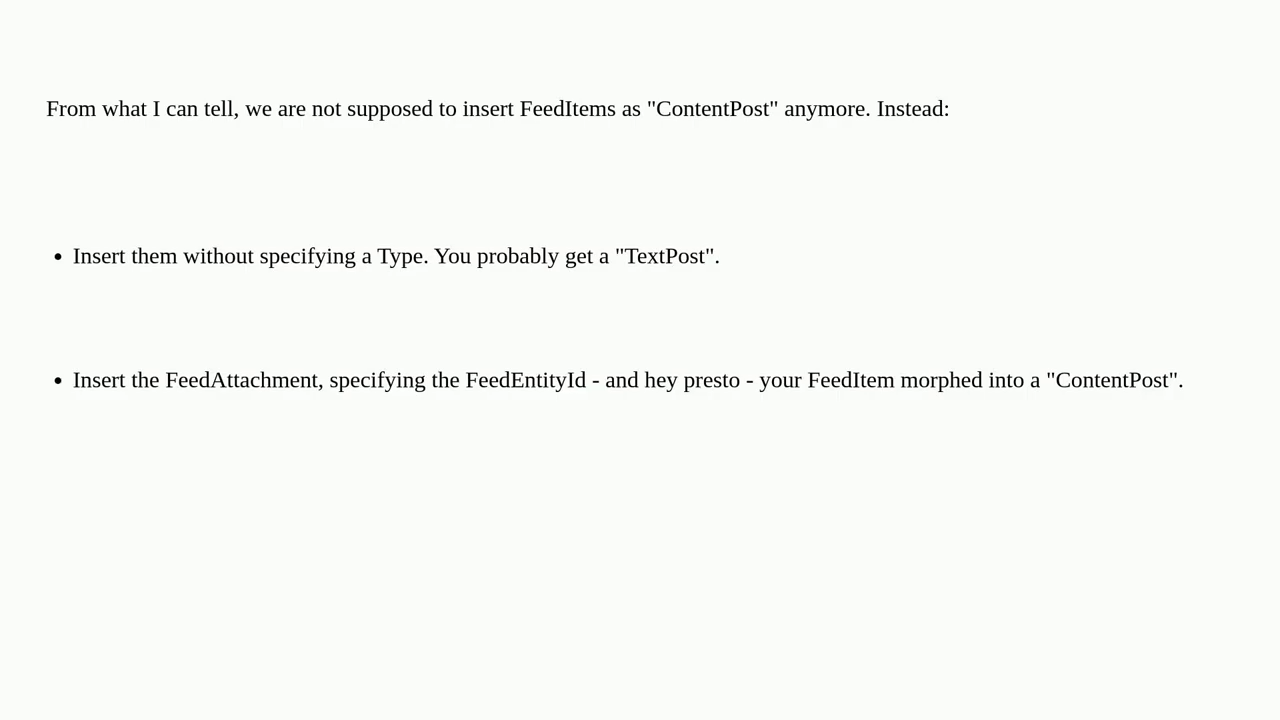 From what I can tell, we are not supposed to insert FeedItems as "ContentPost" anymore. Instead:
• Insert them without specifying a Type. You probably get a "TextPost".
• Insert the FeedAttachment, specifying the FeedEntityId - and hey presto - your FeedItem morphed into a "ContentPost".